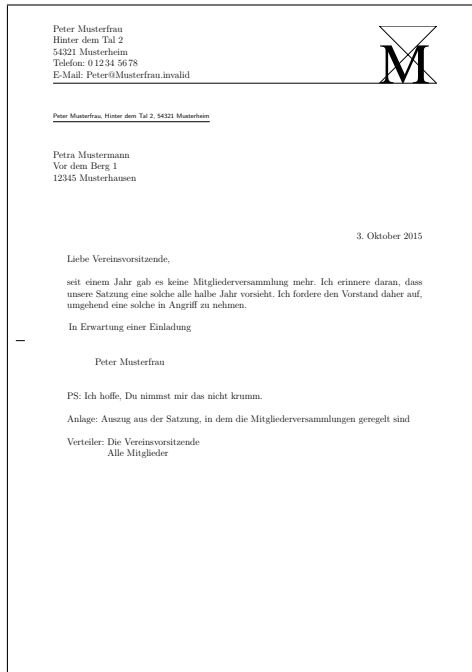 Peter Musterfrau
Hinter dem Tal 2
54321 Musterheim
Telefon: 0 12 34 56 78
E-Mail: Peter@Musterfrau.invalid
M
Peter Musterfrau, Hinter dem Tal 2, 54321 Musterheim
Petra Mustermann
Vor dem Berg 1
12345 Musterhausen
3. Oktober 2015
Liebe Vereinsvorsitzende,
seit einem Jahr gab es keine Mitgliederversammlung mehr. Ich erinnere daran, dass
unsere Satzung eine solche alle halbe Jahr vorsieht. Ich fordere den Vorstand daher auf,
umgehend eine solche in Angriff zu nehmen.
In Erwartung einer Einladung
Peter Musterfrau
PS: Ich hoffe, Du nimmst mir das nicht krumm.
Anlage: Auszug aus der Satzung, in dem die Mitgliederversammlungen geregelt sind
Verteiler: Die Vereinsvorsitzende
Alle Mitglieder